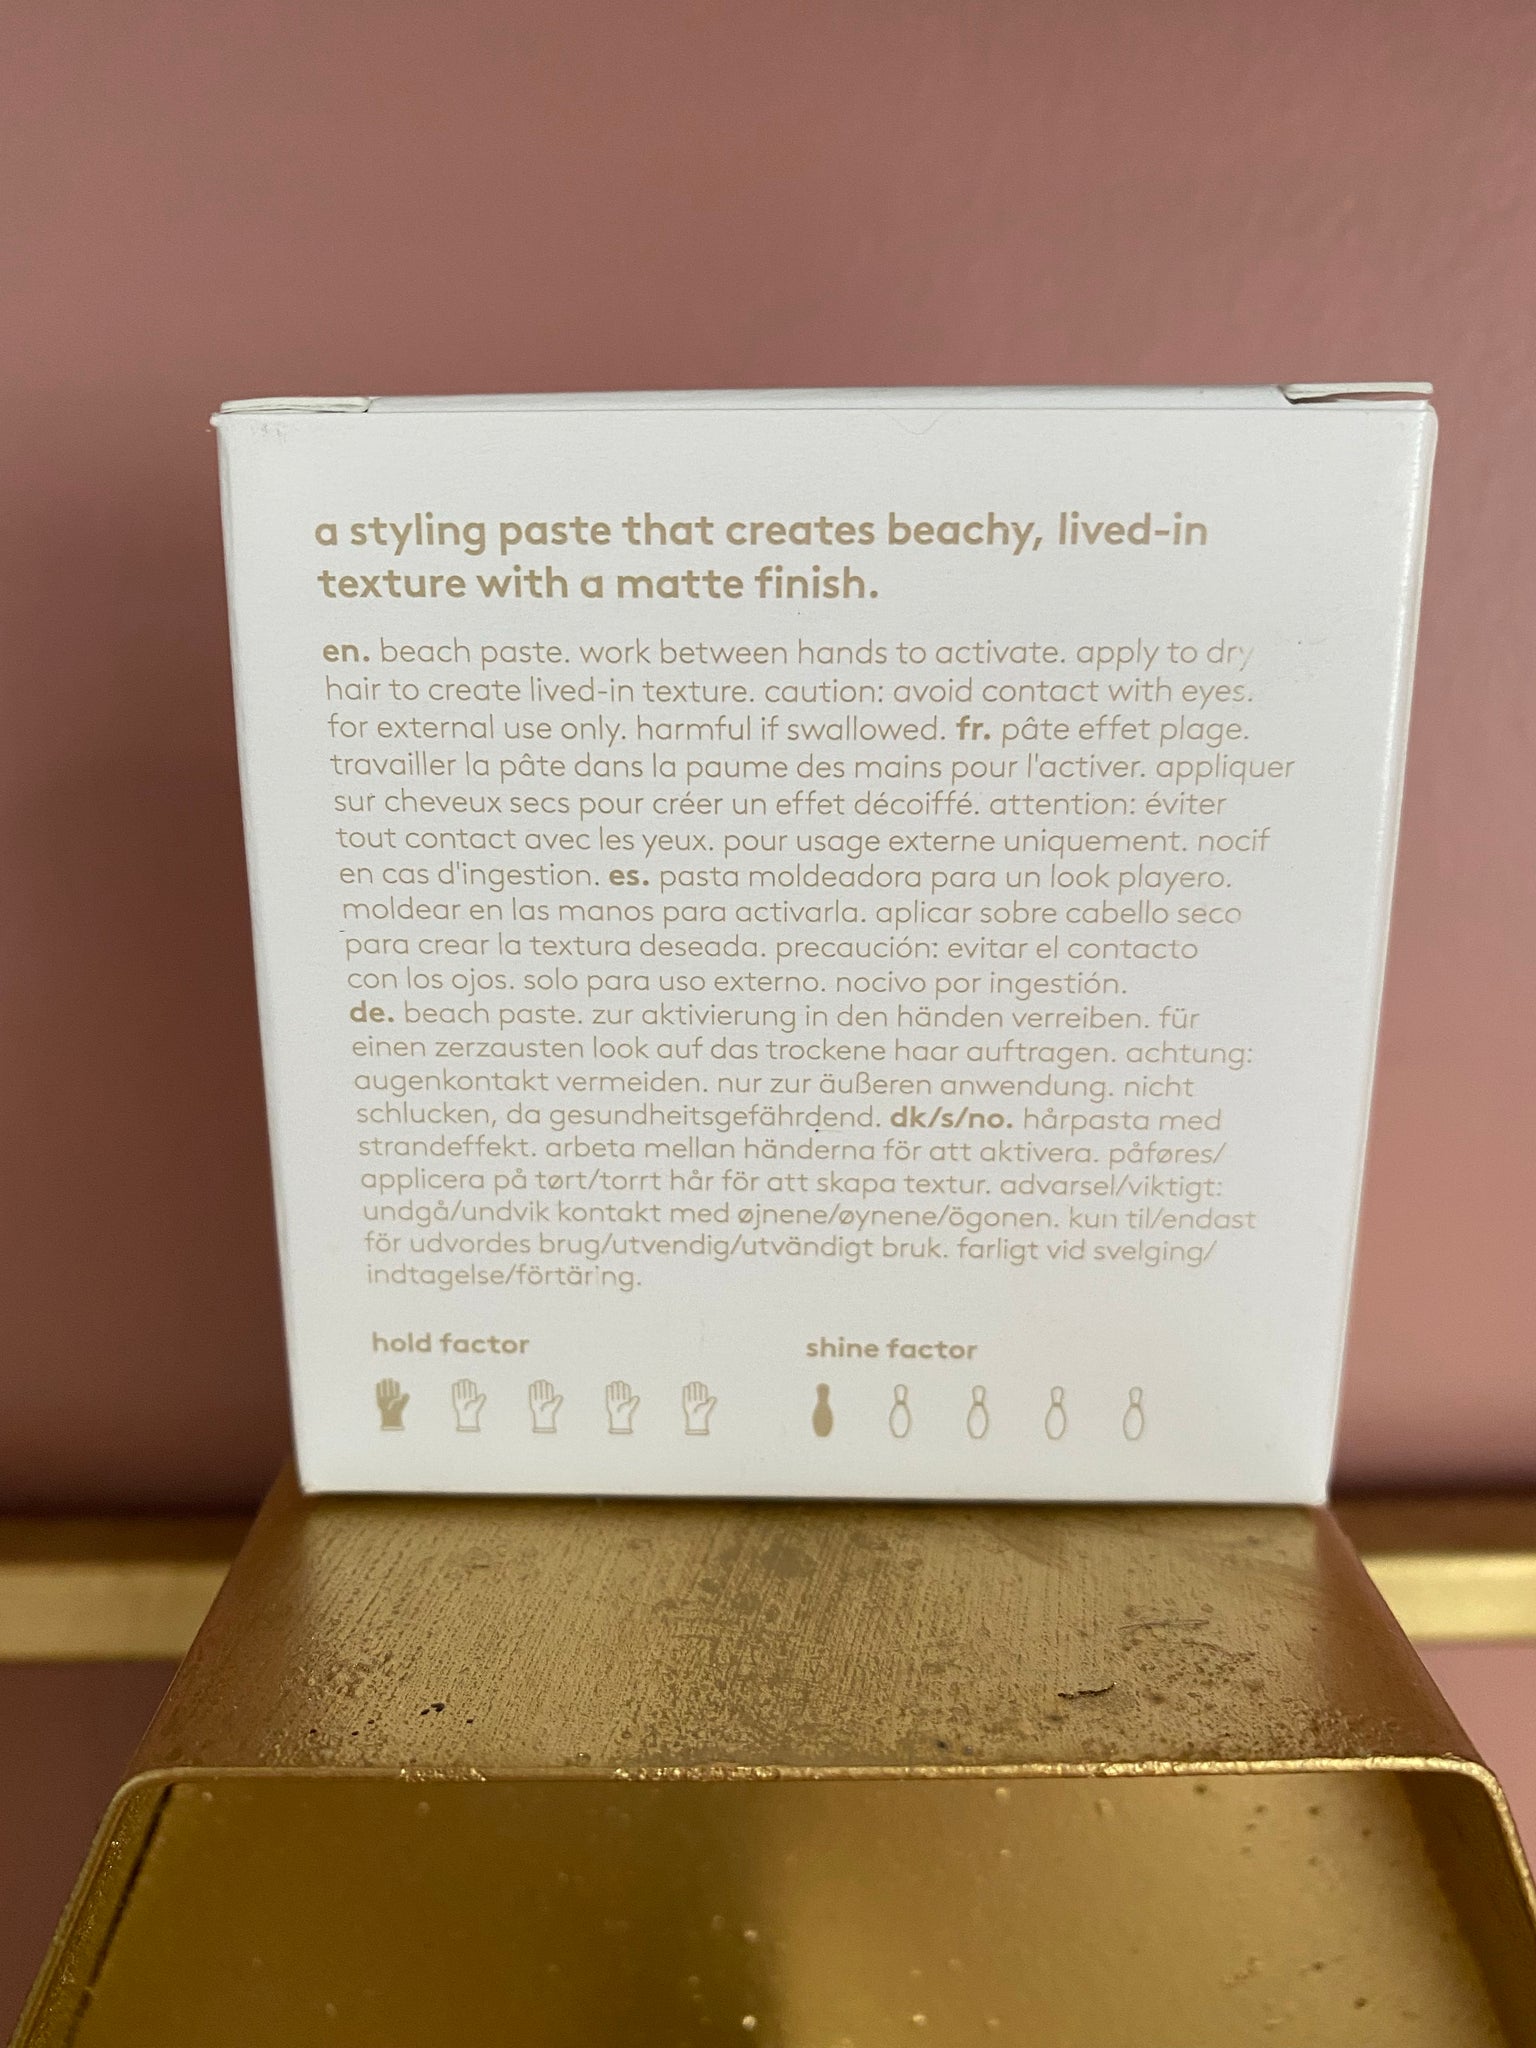 a styling paste that creates beachy, lived-in
texture with a matte finish.
en. beach paste. work between hands to activate. apply to dry
hair to create lived-in texture. caution: avoid contact with eyes.
for external use only. harmful if swallowed. fr. pâte effet plage.
travailler la pâte dans la paume des mains pour l'activer. appliquer
sur cheveux secs pour créer un effet décoiffé. attention: éviter
tout contact avec les yeux. pour usage externe uniquement. nocif
en cas d'ingestion. es. pasta moldeadora para un look playero.
moldear en las manos para activarla. aplicar sobre cabello seco
para crear la textura deseada. precaución: evitar el contacto
con los ojos. solo para uso externo. nocivo por ingestión.
de. beach paste. zur aktivierung in den händen verreiben. für
einen zerzausten look auf das trockene haar auftragen. achtung:
augenkontakt vermeiden. nur zur äußeren anwendung. nicht
schlucken, da gesundheitsgefährdend. dk/s/no. hårpasta med
strandeffekt. arbeta mellan händerna för att aktivera. påføres/
applicera på tørt/torrt hår för att skapa textur. advarsel/viktigt:
undgå/undvik kontakt med øjnene/øynene/ögonen. kun til/endast
för udvordes brug/utvendig/utvändigt bruk. farligt vid svelging/
indtagelse/förtäring.
hold factor
shine factor